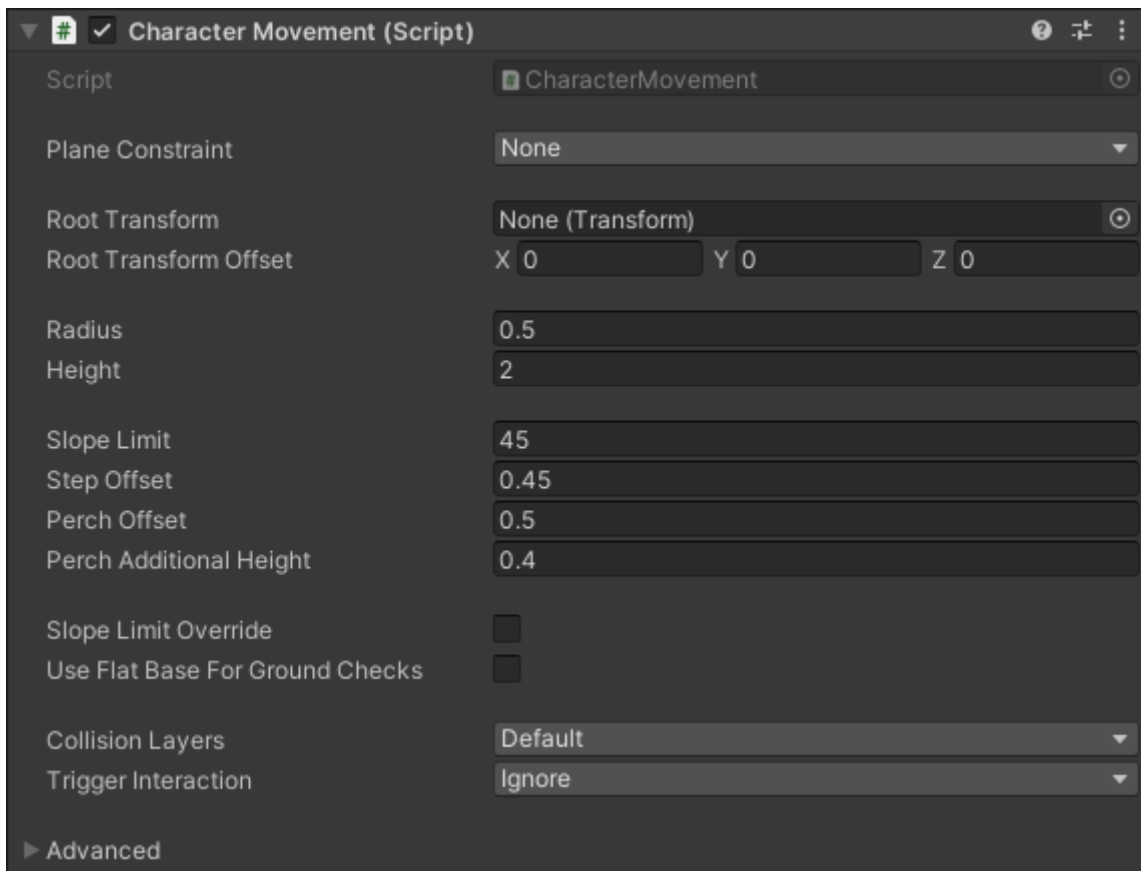 # Character Movement (Script) ?
Script # CharacterMovement
Plane Constraint None
Root Transform None (Transform)
Root Transform Offset X 0 Y 0 Z 0
Radius 0.5
Height 2
Slope Limit 45
Step Offset 0.45
Perch Offset 0.5
Perch Additional Height 0.4
Slope Limit Override
Use Flat Base For Ground Checks
Collision Layers Default
Trigger Interaction Ignore
Advanced